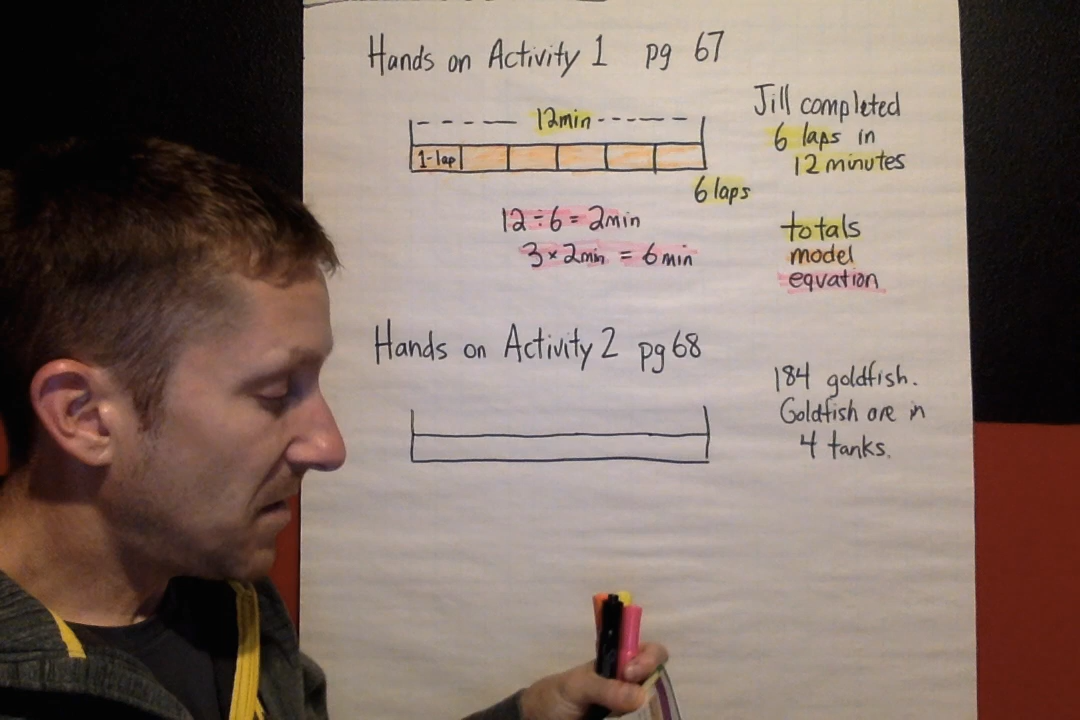 Hands on Activity 1 pg 67
12min
1-lap
6 laps
12 ÷ 6 = 2min
3 × 2min = 6min
Jill completed
6 laps in
12 minutes
totals
model
equation
Hands on Activity 2 pg 68
184 goldfish.
Goldfish are in
4 tanks.